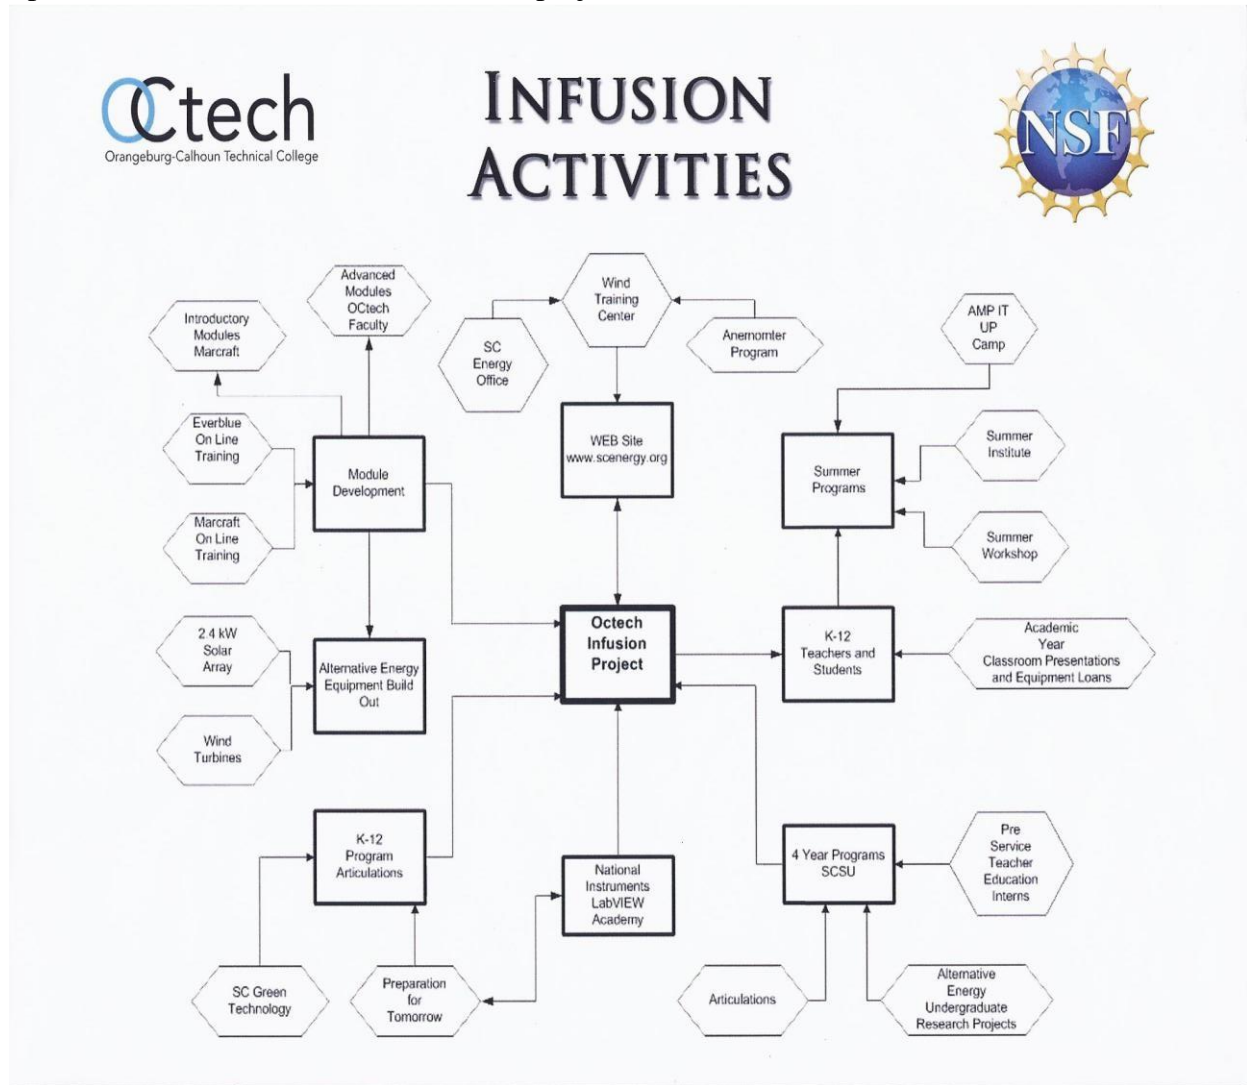 OCtech
Orangeburg-Calhoun Technical College
INFUSION
ACTIVITIES
NSF
Introductory
Modules
Marcraft
Advanced
Modules
OCtech
Faculty
SC
Energy
Office
Wind
Training
Center
Anemomter
Program
AMP IT
UP
Camp
Everblue
On Line
Training
Marcraft
On Line
Training
Module
Development
WEB Site
www.scenergy.org
Summer
Programs
Summer
Institute
Summer
Workshop
2.4 kW
Solar
Array
Wind
Turbines
Alternative Energy
Equipment Build
Out
Octech
Infusion
Project
K-12
Teachers and
Students
Academic
Year
Classroom Presentations
and Equipment Loans
K-12
Program
Articulations
National
Instruments
LabVIEW
Academy
4 Year Programs
SCSU
Pre
Service
Teacher
Education
Interns
SC Green
Technology
Preparation
for
Tomorrow
Articulations
Alternative
Energy
Undergraduate
Research Projects